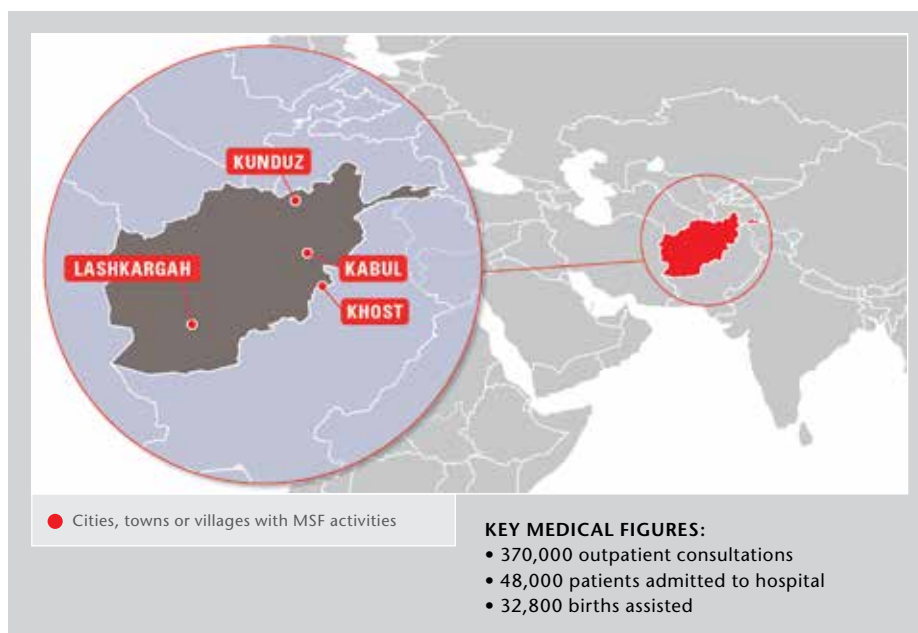 KUNDUZ
LASHKARGAH
KABUL
KHOST
Cities, towns or villages with MSF activities
KEY MEDICAL FIGURES:
• 370,000 outpatient consultations
• 48,000 patients admitted to hospital
• 32,800 births assisted